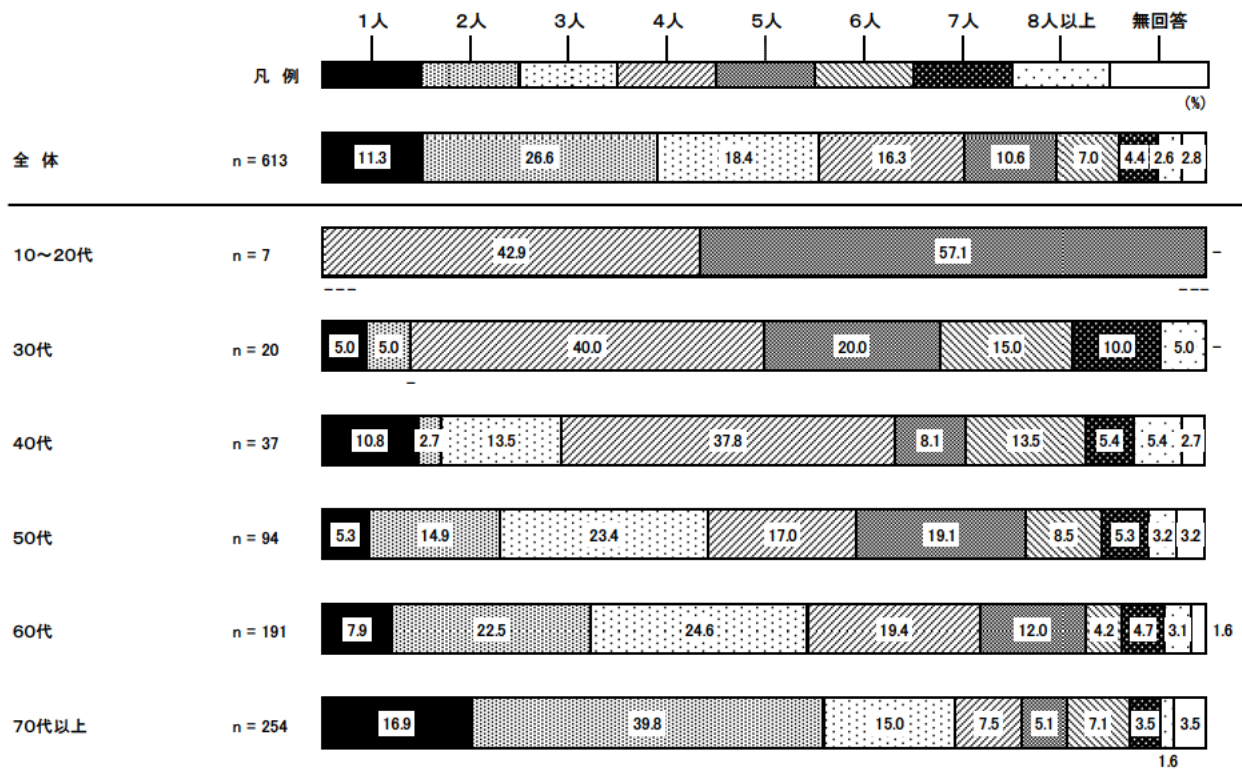 1人 2人 3人 4人 5人 6人 7人 8人以上 無回答
凡 例
(%)
全 体 n = 613 11.3 26.6 18.4 16.3 10.6 7.0 4.4 2.6 2.8
10～20代 n = 7 42.9 57.1 -
--- ---
30代 n = 20 5.0 5.0 40.0 20.0 15.0 10.0 5.0 -
-
40代 n = 37 10.8 2.7 13.5 37.8 8.1 13.5 5.4 5.4 2.7
50代 n = 94 5.3 14.9 23.4 17.0 19.1 8.5 5.3 3.2 3.2
60代 n = 191 7.9 22.5 24.6 19.4 12.0 4.2 4.7 3.1 1.6
70代以上 n = 254 16.9 39.8 15.0 7.5 5.1 7.1 3.5 3.5
1.6